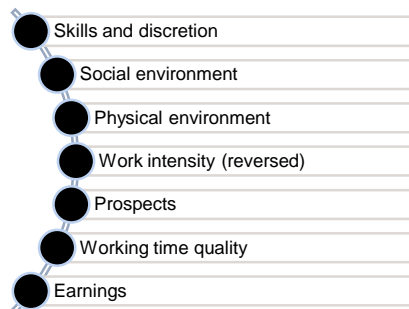 Skills and discretion
Social environment
Physical environment
Work intensity (reversed)
Prospects
Working time quality
Earnings